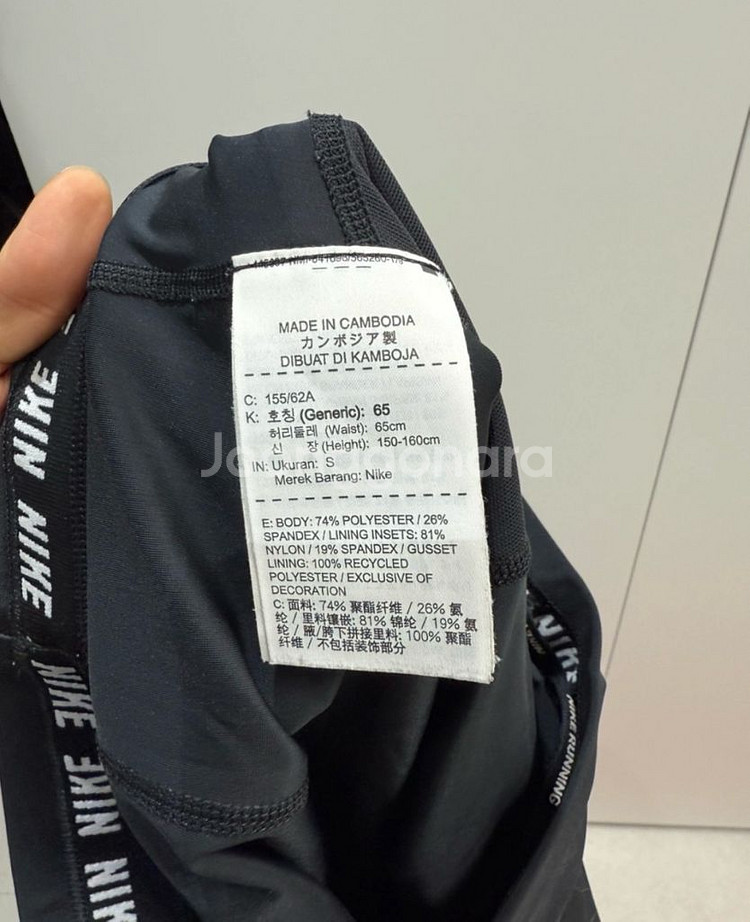 MADE IN CAMBODIA
カンボジア製
DIBUAT DI KAMBOJA
C: 155/62A
K: 호칭 (Generic): 65
허리둘레 (Waist): 65cm
신 장 (Height): 150-160cm
IN: Ukuran: S
Merek Barang: Nike
E: BODY: 74% POLYESTER / 26%
SPANDEX / LINING INSETS: 81%
NYLON / 19% SPANDEX / GUSSET
LINING: 100% RECYCLED
POLYESTER / EXCLUSIVE OF
DECORATION
C: 面料: 74% 聚酯纤维 / 26% 氨
纶 / 里料镶嵌: 81% 锦纶 / 19% 氨
纶 / 腋/胯下拼接里料: 100% 聚酯
纤维 / 不包括装饰部分
NIKE
NIKE
NIKE
NIKE
NIKE
NIKE RUNNING